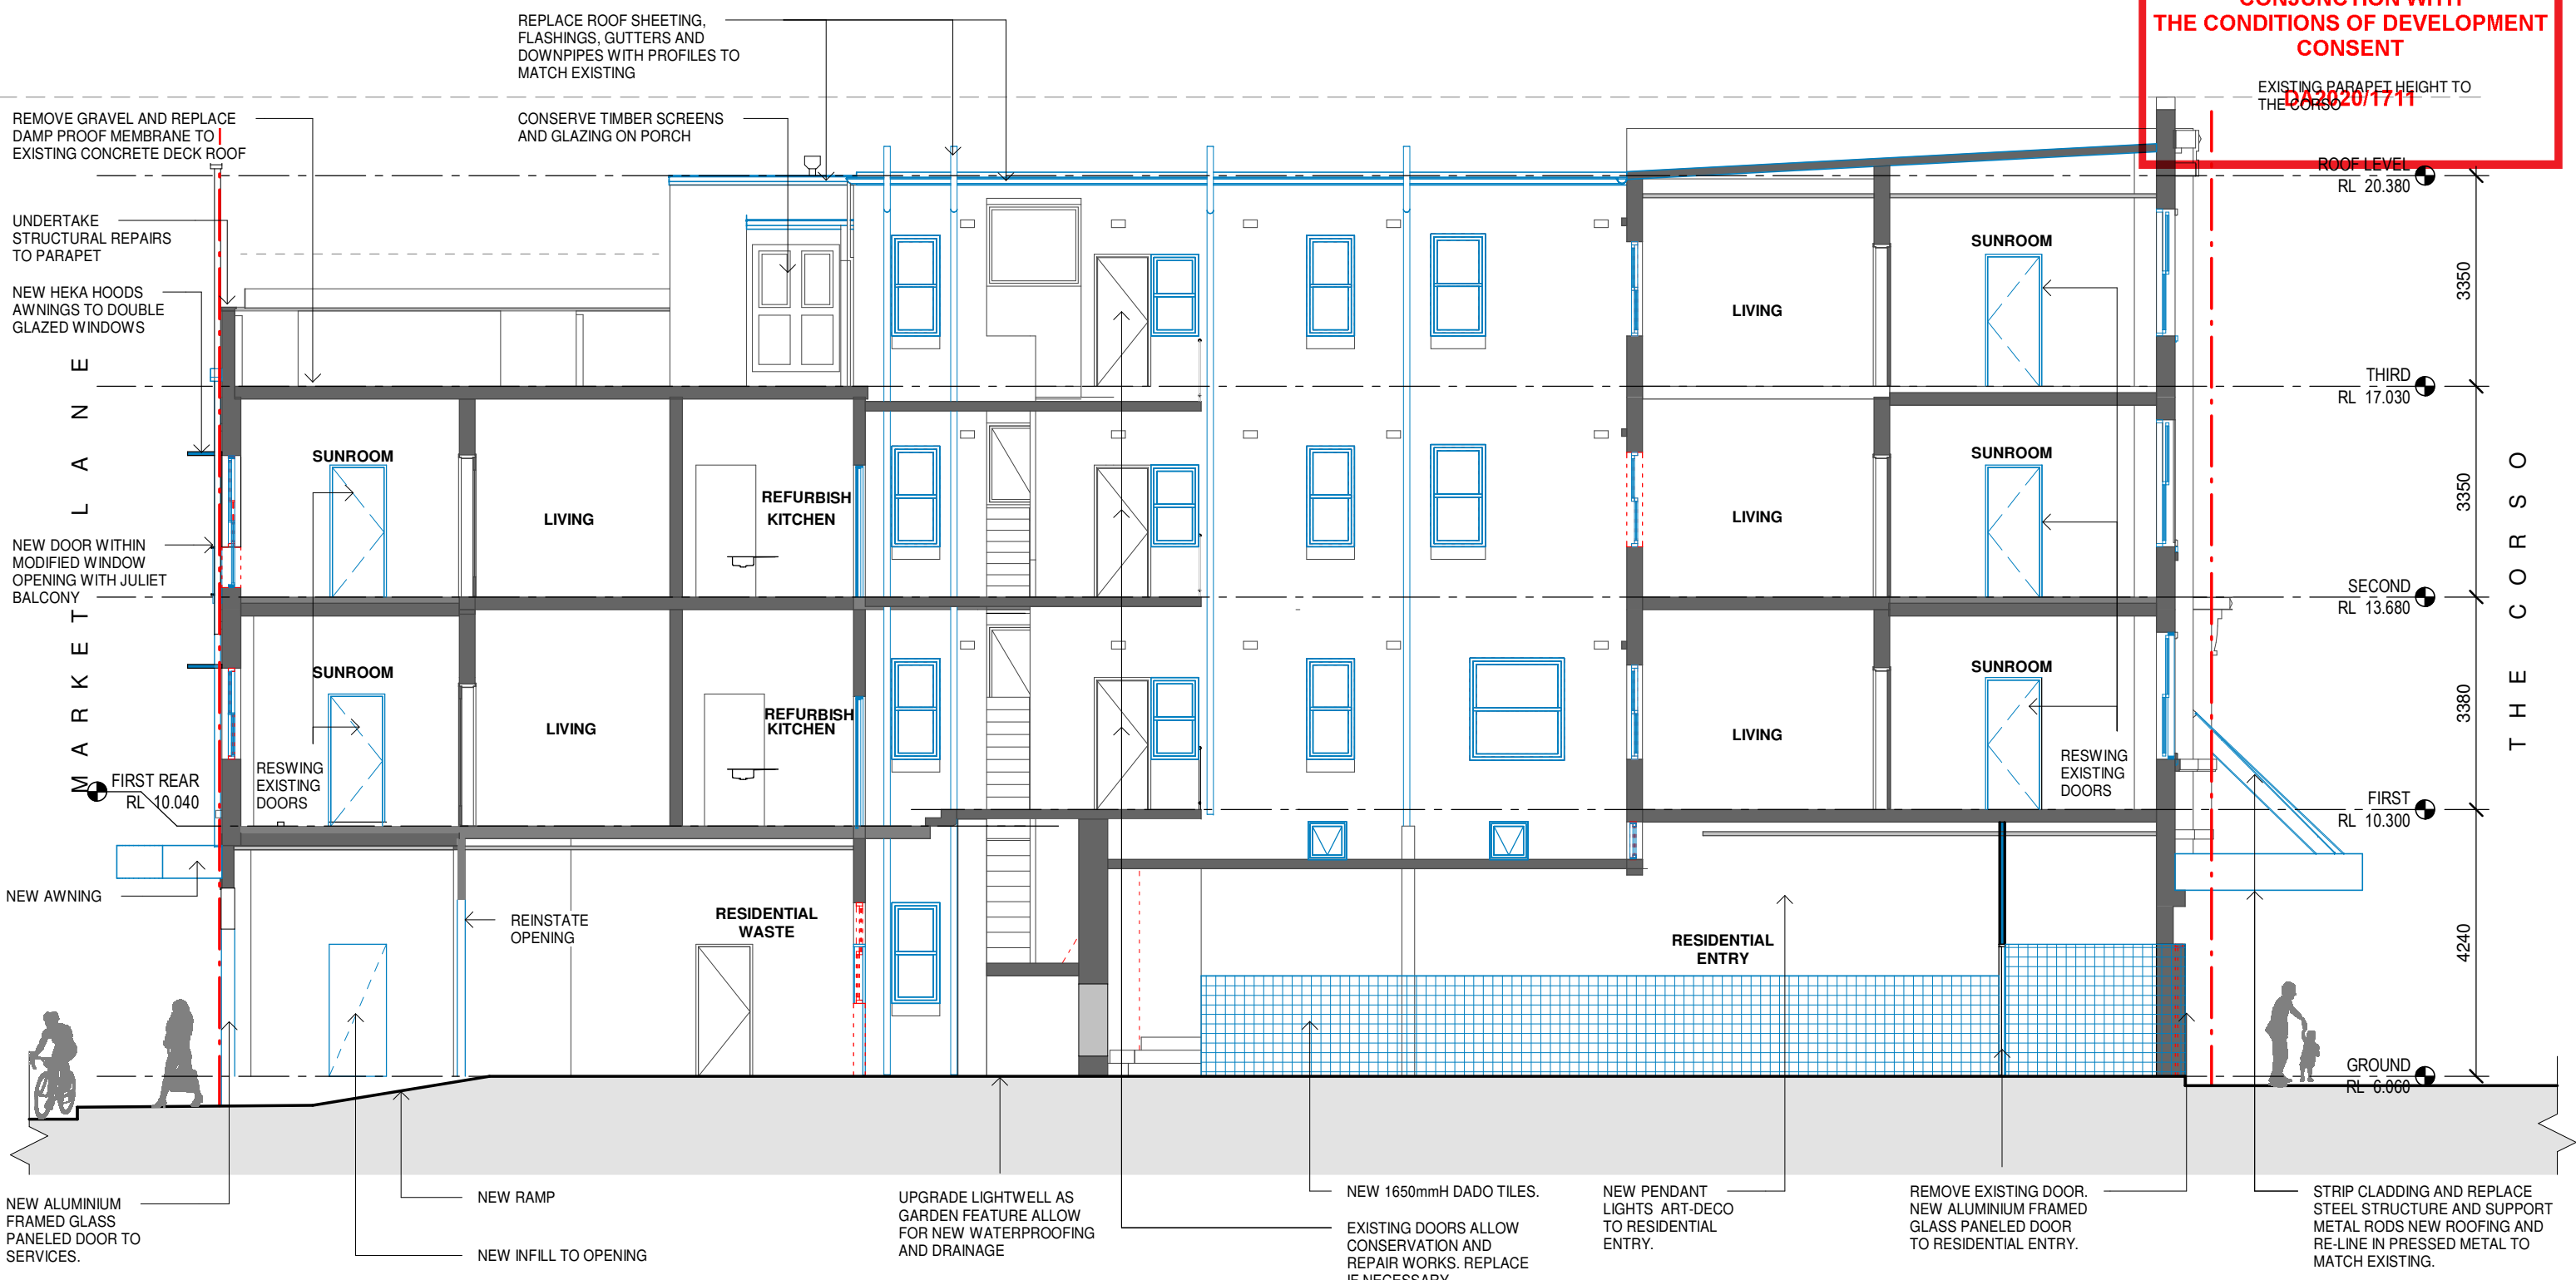 REPLACE ROOF SHEETING,
FLASHINGS, GUTTERS AND
DOWNPIPES WITH PROFILES TO
MATCH EXISTING
CONJUNCTION WITH
THE CONDITIONS OF DEVELOPMENT
CONSENT
DA2020/1711
EXISTING PARAPET HEIGHT TO
THE CORSO
REMOVE GRAVEL AND REPLACE
DAMP PROOF MEMBRANE TO
EXISTING CONCRETE DECK ROOF
CONSERVE TIMBER SCREENS
AND GLAZING ON PORCH
ROOF LEVEL
RL 20.380
UNDERTAKE
STRUCTURAL REPAIRS
TO PARAPET
NEW HEKA HOODS
AWNINGS TO DOUBLE
GLAZED WINDOWS
SUNROOM
LIVING
3350
THIRD
RL 17.030
MARKET LANE
SUNROOM
LIVING
REFURBISH
KITCHEN
LIVING
SUNROOM
3350
THE CORSO
NEW DOOR WITHIN
MODIFIED WINDOW
OPENING WITH JULIET
BALCONY
SECOND
RL 13.680
SUNROOM
LIVING
REFURBISH
KITCHEN
LIVING
SUNROOM
3380
RESWING
EXISTING
DOORS
RESWING
EXISTING
DOORS
FIRST REAR
RL 10.040
FIRST
RL 10.300
NEW AWNING
REINSTATE
OPENING
RESIDENTIAL
WASTE
RESIDENTIAL
ENTRY
4240
GROUND
RL 6.060
NEW ALUMINIUM
FRAMED GLASS
PANELED DOOR TO
SERVICES.
NEW RAMP
NEW INFILL TO OPENING
UPGRADE LIGHTWELL AS
GARDEN FEATURE ALLOW
FOR NEW WATERPROOFING
AND DRAINAGE
NEW 1650mmH DADO TILES.
EXISTING DOORS ALLOW
CONSERVATION AND
REPAIR WORKS. REPLACE
IF NECESSARY
NEW PENDANT
LIGHTS ART-DECO
TO RESIDENTIAL
ENTRY.
REMOVE EXISTING DOOR.
NEW ALUMINIUM FRAMED
GLASS PANELED DOOR
TO RESIDENTIAL ENTRY.
STRIP CLADDING AND REPLACE
STEEL STRUCTURE AND SUPPORT
METAL RODS NEW ROOFING AND
RE-LINE IN PRESSED METAL TO
MATCH EXISTING.